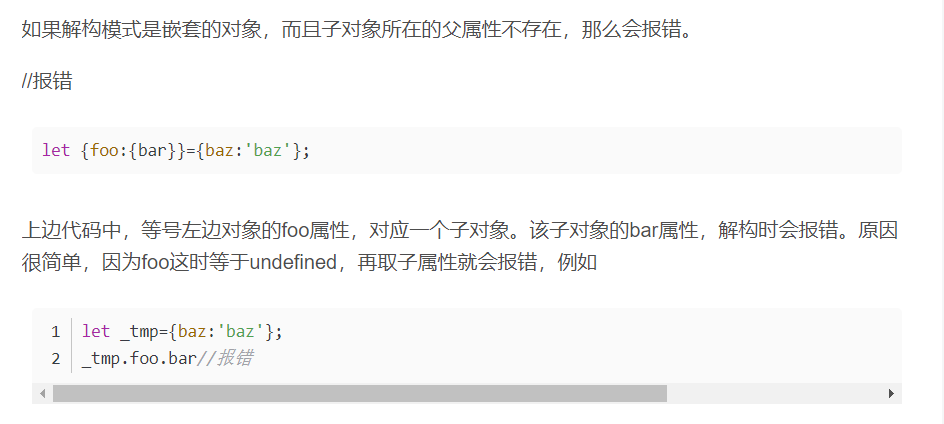 如果解构模式是嵌套的对象，而且子对象所在的父属性不存在，那么会报错。
//报错
let {foo:{bar}}={baz:'baz'};
上边代码中，等号左边对象的foo属性，对应一个子对象。该子对象的bar属性，解构时会报错。原因
很简单，因为foo这时等于undefined，再取子属性就会报错，例如
1 let _tmp={baz:'baz'};
2 _tmp.foo.bar//报错